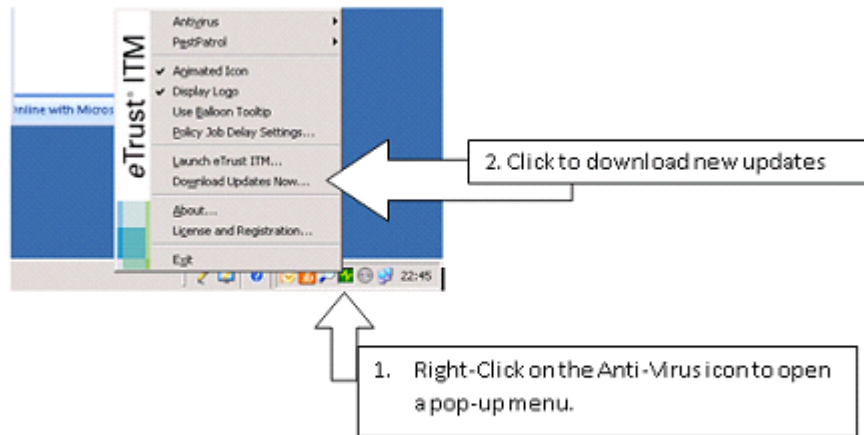 eTrust ITM
Antivirus
PestPatrol
Animated Icon
Display Logo
Use Balloon Tooltip
Policy Job Delay Settings...
nline with Micros
Launch eTrust ITM...
Download Updates Now...
About...
License and Registration...
Exit
22:45
2. Click to download new updates
1. Right-Click on the Anti-Virus icon to open
a pop-up menu.